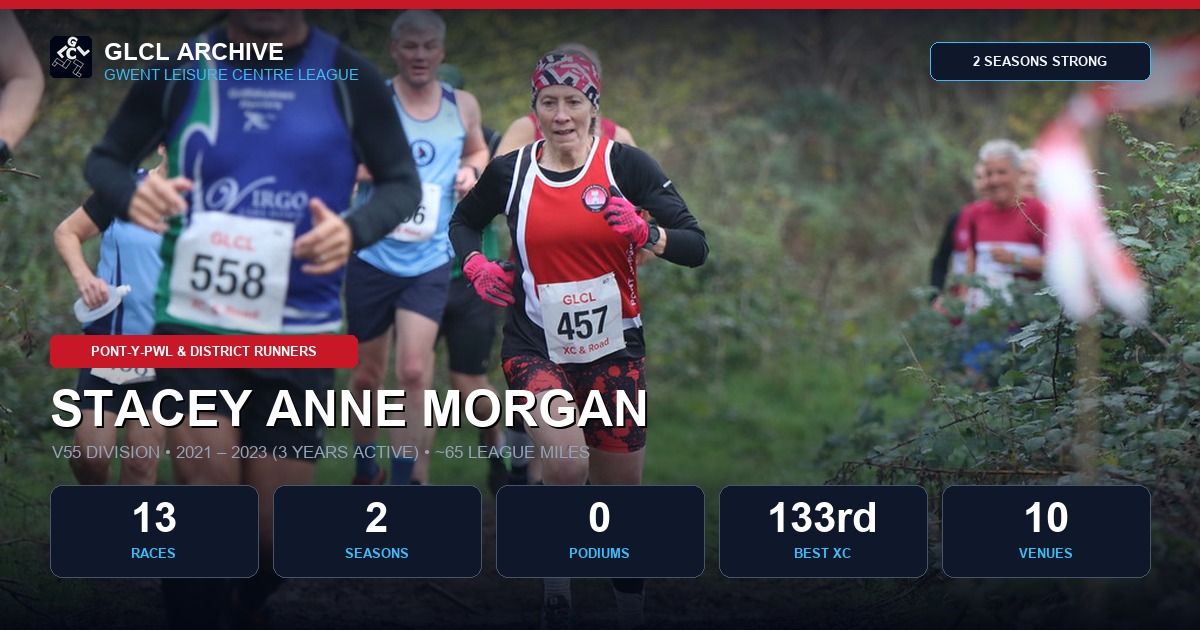 GLCL ARCHIVE
GWENT LEISURE CENTRE LEAGUE
2 SEASONS STRONG
VIRGO
GLCL
558
XC & Road
GLCL
457
XC & Road
PONT-Y-PWL & DISTRICT RUNNERS
STACEY ANNE MORGAN
V55 DIVISION • 2021 – 2023 (3 YEARS ACTIVE) • ~65 LEAGUE MILES
13
RACES
2
SEASONS
0
PODIUMS
133rd
BEST XC
10
VENUES